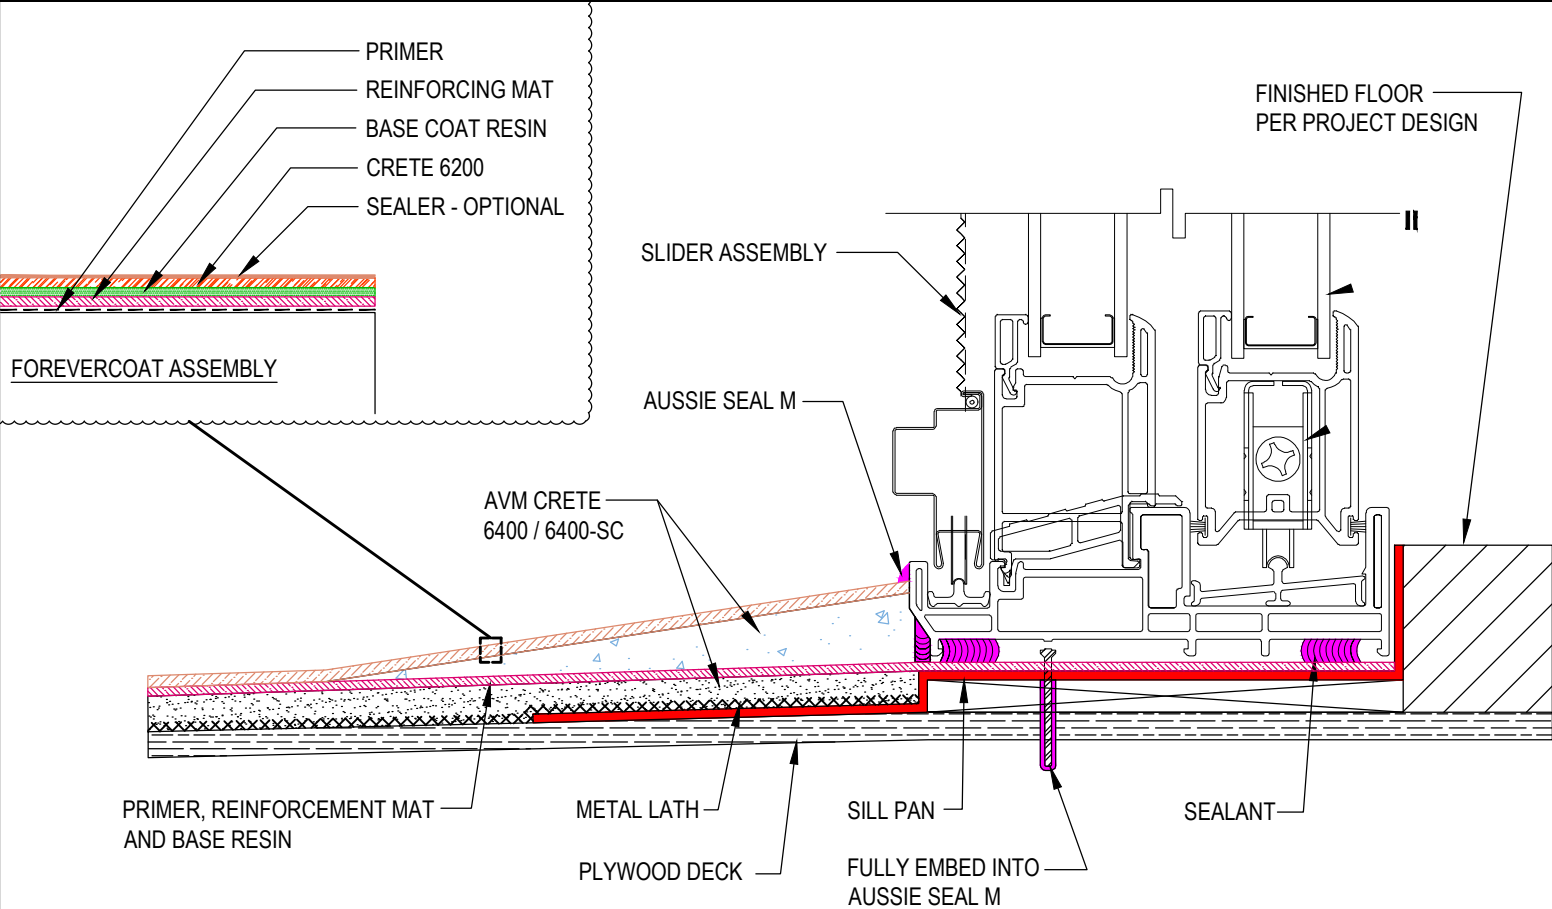 PRIMER
REINFORCING MAT
BASE COAT RESIN
CRETE 6200
SEALER - OPTIONAL
FOREVERCOAT ASSEMBLY
FINISHED FLOOR
PER PROJECT DESIGN
SLIDER ASSEMBLY
AUSSIE SEAL M
AVM CRETE
6400 / 6400-SC
PRIMER, REINFORCEMENT MAT
AND BASE RESIN
METAL LATH
PLYWOOD DECK
SILL PAN
FULLY EMBED INTO
AUSSIE SEAL M
SEALANT